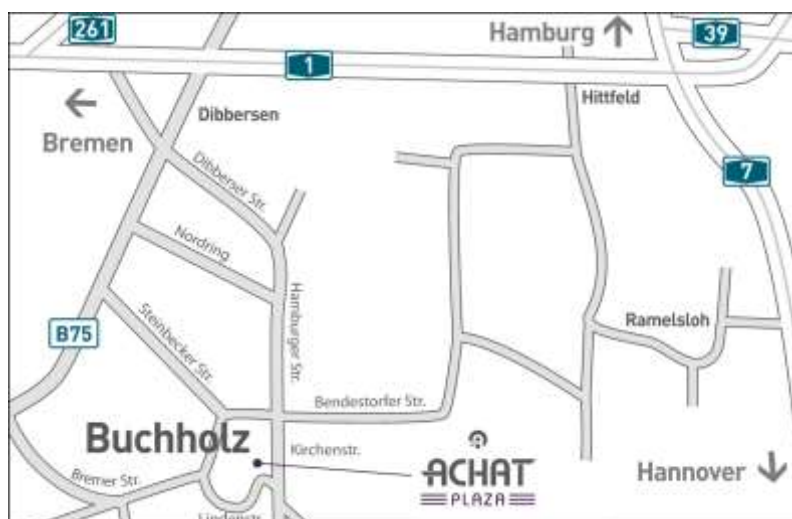 261
Hamburg
39
1
Hittfeld
Bremen
Dibbersen
7
Dibberser Str.
Nordring
Hamburger Str.
Steinbecker Str.
B75
Ramelsloh
Bendestorfer Str.
Buchholz
Kirchenstr.
Bremer Str.
ACHAT
PLAZA
Hannover
Lindenstr.